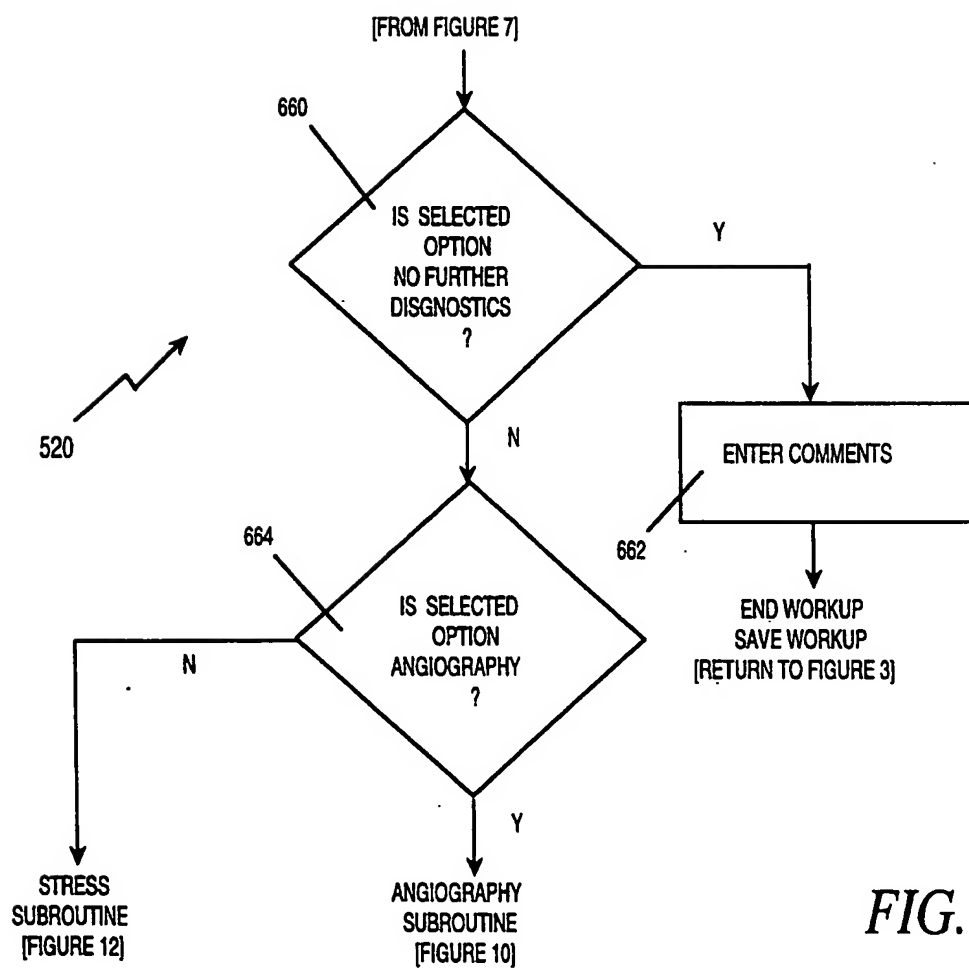 [FROM FIGURE 7]
660
IS SELECTED
OPTION
NO FURTHER
DISGNOSTICS
?
Y
520
N
ENTER COMMENTS
662
664
IS SELECTED
OPTION
ANGIOGRAPHY
?
N
END WORKUP
SAVE WORKUP
[RETURN TO FIGURE 3]
Y
STRESS
SUBROUTINE
[FIGURE 12]
ANGIOGRAPHY
SUBROUTINE
[FIGURE 10]
FIG.